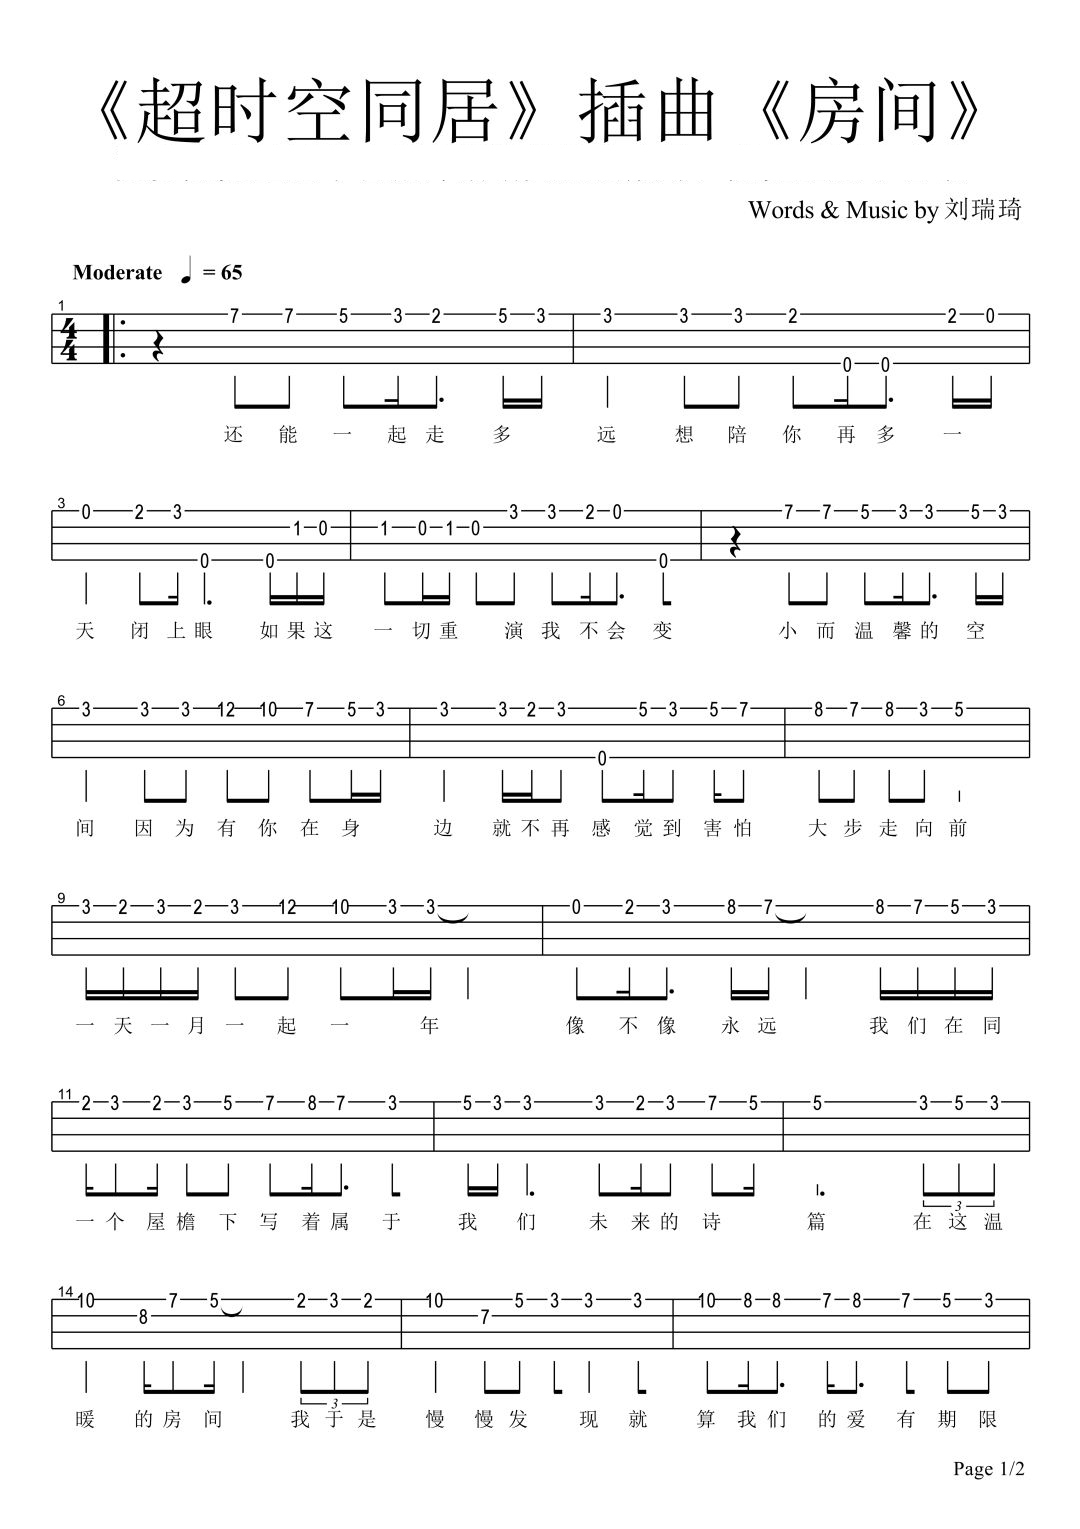 《超时空同居》插曲《房间》
Words & Music by 刘瑞琦
Moderate ♩ = 65
1
4 4
7 7 5 3 2 5 3 3 3 3 2 0 0 2 0
还 能 一 起 走 多 远 想 陪 你 再 多 一
3
0 2 3 0 0 1 0 1 0 1 0 3 3 2 0 0 7 7 5 3 3 5 3
天 闭 上 眼 如 果 这 一 切 重 演 我 不 会 变 小 而 温 馨 的 空
6
3 3 3 12 10 7 5 3 3 3 2 3 0 5 3 5 7 8 7 8 3 5
间 因 为 有 你 在 身 边 就 不 再 感 觉 到 害 怕 大 步 走 向 前
9
3 2 3 2 3 12 10 3 3 0 2 3 8 7 8 7 5 3
一 天 一 月 一 起 一 年 像 不 像 永 远 我 们 在 同
11
2 3 2 3 5 7 8 7 3 5 3 3 3 2 3 7 5 5 3 5 3
3
一 个 屋 檐 下 写 着 属 于 我 们 未 来 的 诗 篇 在 这 温
14
10 8 7 5 2 3 2 10 7 5 3 3 3 10 8 8 7 8 7 5 3
3
暖 的 房 间 我 于 是 慢 慢 发 现 就 算 我 们 的 爱 有 期 限
Page 1/2